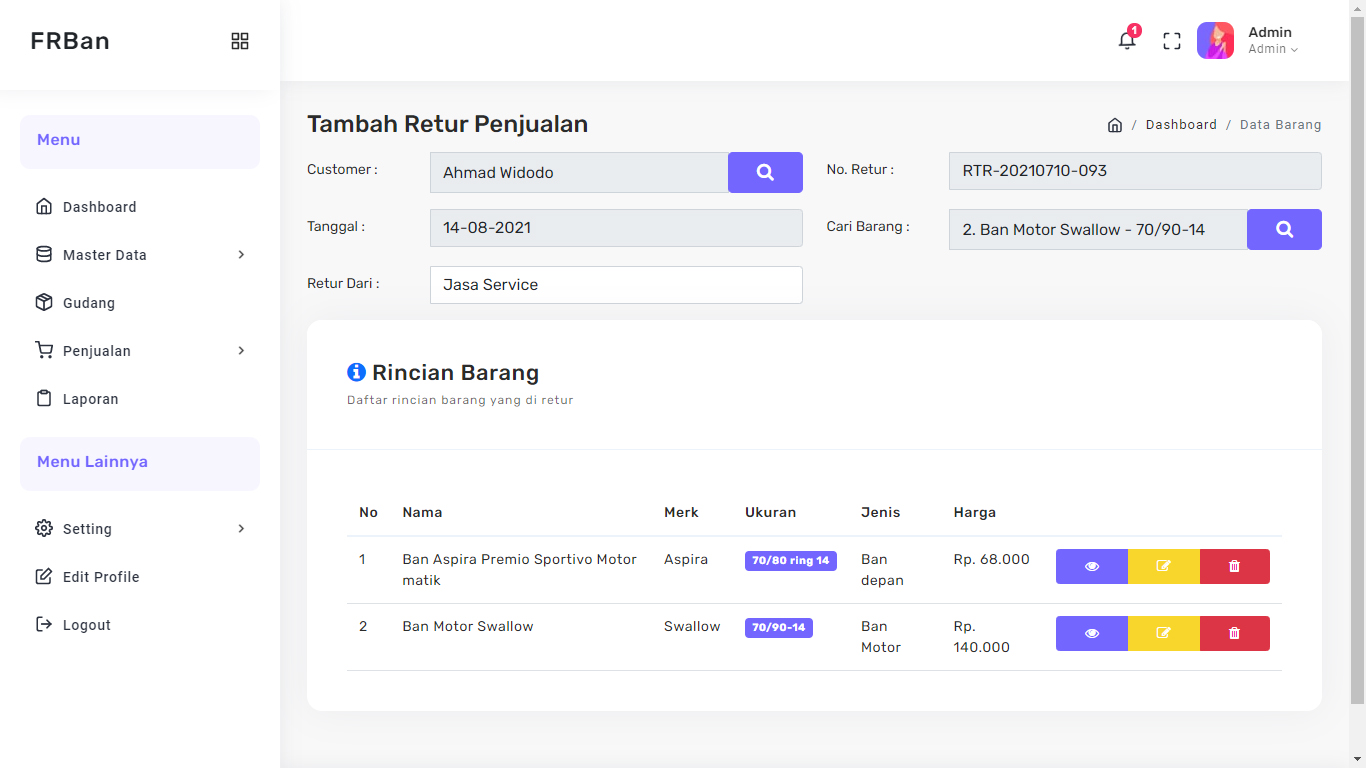 FRBan
1
Admin
Admin
Menu
Dashboard
Master Data
Gudang
Penjualan
Laporan
Menu Lainnya
Setting
Edit Profile
Logout
Tambah Retur Penjualan
/ Dashboard / Data Barang
Customer : Ahmad Widodo
No. Retur : RTR-20210710-093
Tanggal : 14-08-2021
Cari Barang : 2. Ban Motor Swallow - 70/90-14
Retur Dari : Jasa Service
Rincian Barang
Daftar rincian barang yang di retur
No Nama Merk Ukuran Jenis Harga
1 Ban Aspira Premio Sportivo Motor Aspira 70/80 ring 14 Ban Rp. 68.000
matik depan
2 Ban Motor Swallow Swallow 70/90-14 Ban Rp.
Motor 140.000